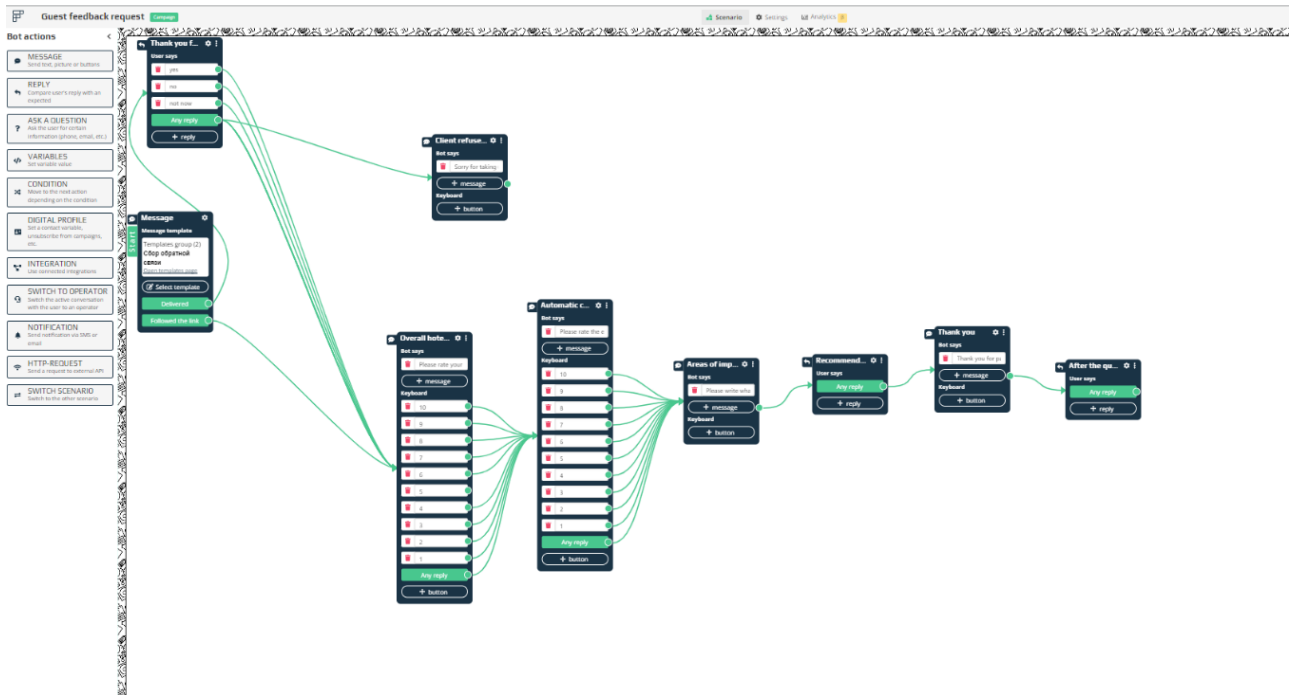 Guest feedback request Campaign
Scenario Settings Analytics
Bot actions
MESSAGE
Send text, picture or buttons
REPLY
Compare user's reply with an
expected
ASK A QUESTION
Ask the user for certain
information (phone, email, etc.)
VARIABLES
Set variable value
CONDITION
Move to the next action
depending on the condition
DIGITAL PROFILE
Set a contact variable,
unsubscribe from campaigns,
etc.
INTEGRATION
Use connected integrations
SWITCH TO OPERATOR
Switch the active conversation
with the user to an operator
NOTIFICATION
Send notification via SMS or
email
HTTP-REQUEST
Send a request to external API
SWITCH SCENARIO
Switch to the other scenario
Thank you f...
User says
yes
no
not now
Any reply
+ reply
Start
Message
Message template
Templates group (2)
Сбор обратной
связи
Open templates page
Select template
Delivered
Followed the link
Client refuse...
Bot says
Sorry for taking
+ message
Keyboard
+ button
Overall hote...
Bot says
Please rate your
+ message
Keyboard
10
9
8
7
6
5
4
3
2
1
Any reply
+ button
Automatic c...
Bot says
Please rate the e
+ message
Keyboard
10
9
8
7
6
5
4
3
2
1
Any reply
+ button
Areas of imp...
Bot says
Please write wha
+ message
Keyboard
+ button
Recommend...
User says
Any reply
+ reply
Thank you
Bot says
Thank you for pa
+ message
Keyboard
+ button
After the qu...
User says
Any reply
+ reply